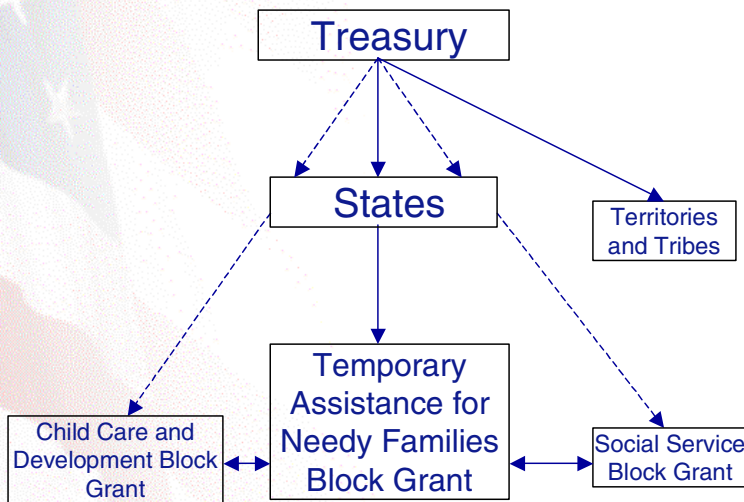 Treasury
States
Territories
and Tribes
Temporary
Assistance for
Needy Families
Block Grant
Child Care and
Development Block
Grant
Social Service
Block Grant